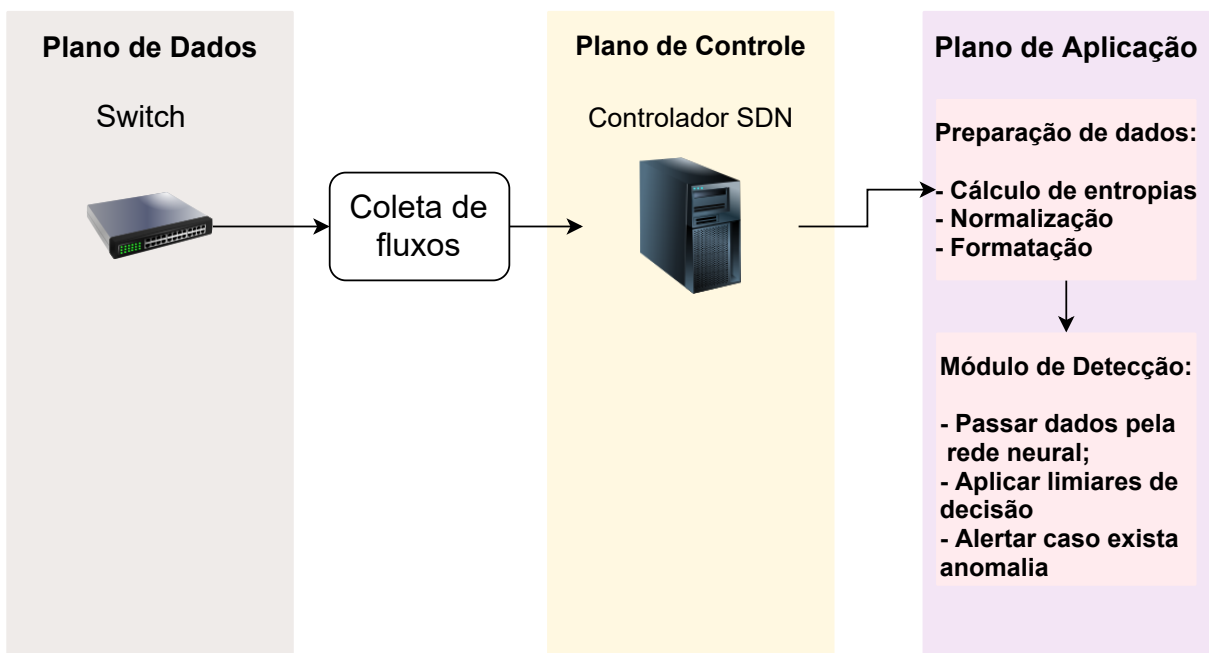 Plano de Dados
Switch
Coleta de
fluxos
Plano de Controle
Controlador SDN
Plano de Aplicação
Preparação de dados:
- Cálculo de entropias
- Normalização
- Formatação
Módulo de Detecção:
- Passar dados pela
rede neural;
- Aplicar limiares de
decisão
- Alertar caso exista
anomalia